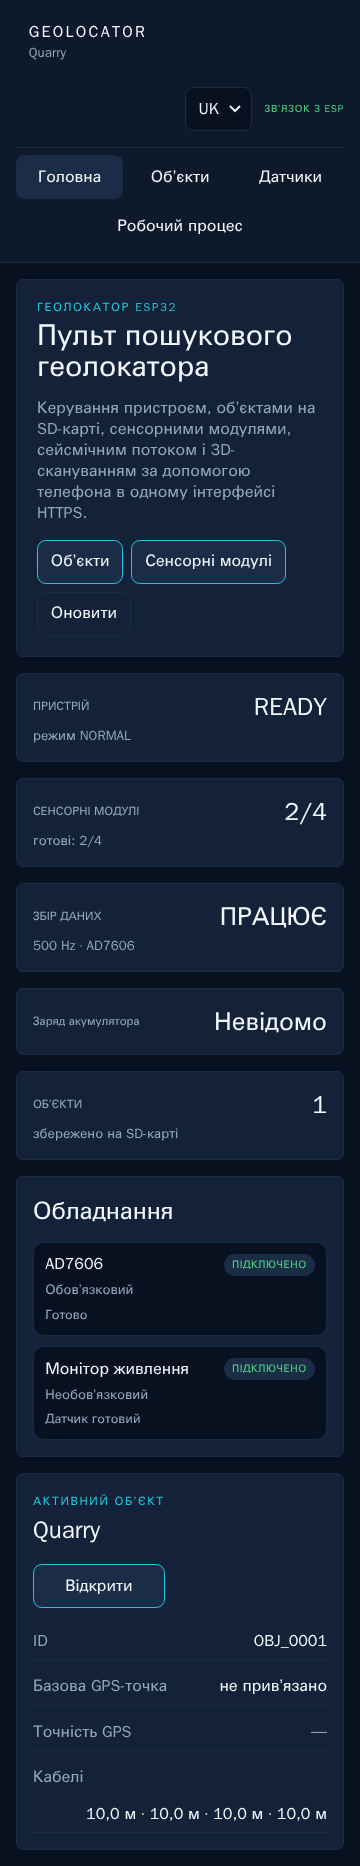 GEOLOCATOR
Quarry
UK
ЗВ'ЯЗОК З ESP
Головна
Об'єкти
Датчики
Робочий процес
ГЕОЛОКАТОР ESP32
Пульт пошукового
геолокатора
Керування пристроєм, об'єктами на
SD-карті, сенсорними модулями,
сейсмічним потоком і 3D-
скануванням за допомогою
телефона в одному інтерфейсі
HTTPS.
Об'єкти
Сенсорні модулі
Оновити
ПРИСТРІЙ
READY
режим NORMAL
СЕНСОРНІ МОДУЛІ
2/4
готові: 2/4
ЗБІР ДАНИХ
ПРАЦЮЄ
500 Hz · AD7606
Заряд акумулятора
Невідомо
ОБ'ЄКТИ
1
збережено на SD-карті
Обладнання
AD7606
ПІДКЛЮЧЕНО
Обов'язковий
Готово
Монітор живлення
ПІДКЛЮЧЕНО
Необов'язковий
Датчик готовий
АКТИВНИЙ ОБ'ЄКТ
Quarry
Відкрити
ID
OBJ_0001
Базова GPS-точка
не прив'язано
Точність GPS
—
Кабелі
10,0 м · 10,0 м · 10,0 м · 10,0 м